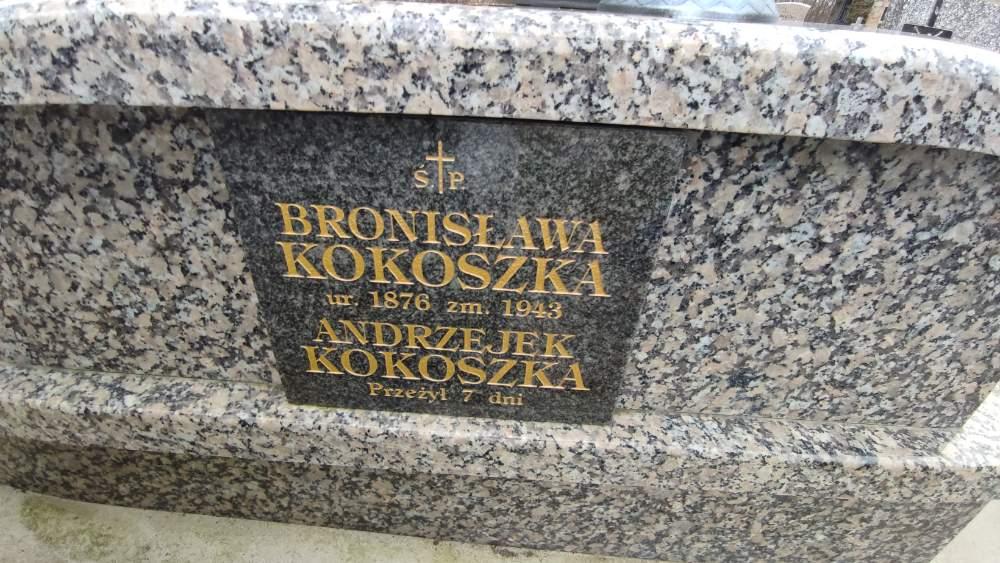 Ś P.
BRONISŁAWA
KOKOSZKA
ur. 1876 zm. 1943
ANDRZEJEK
KOKOSZKA
Przeżył 7 dni